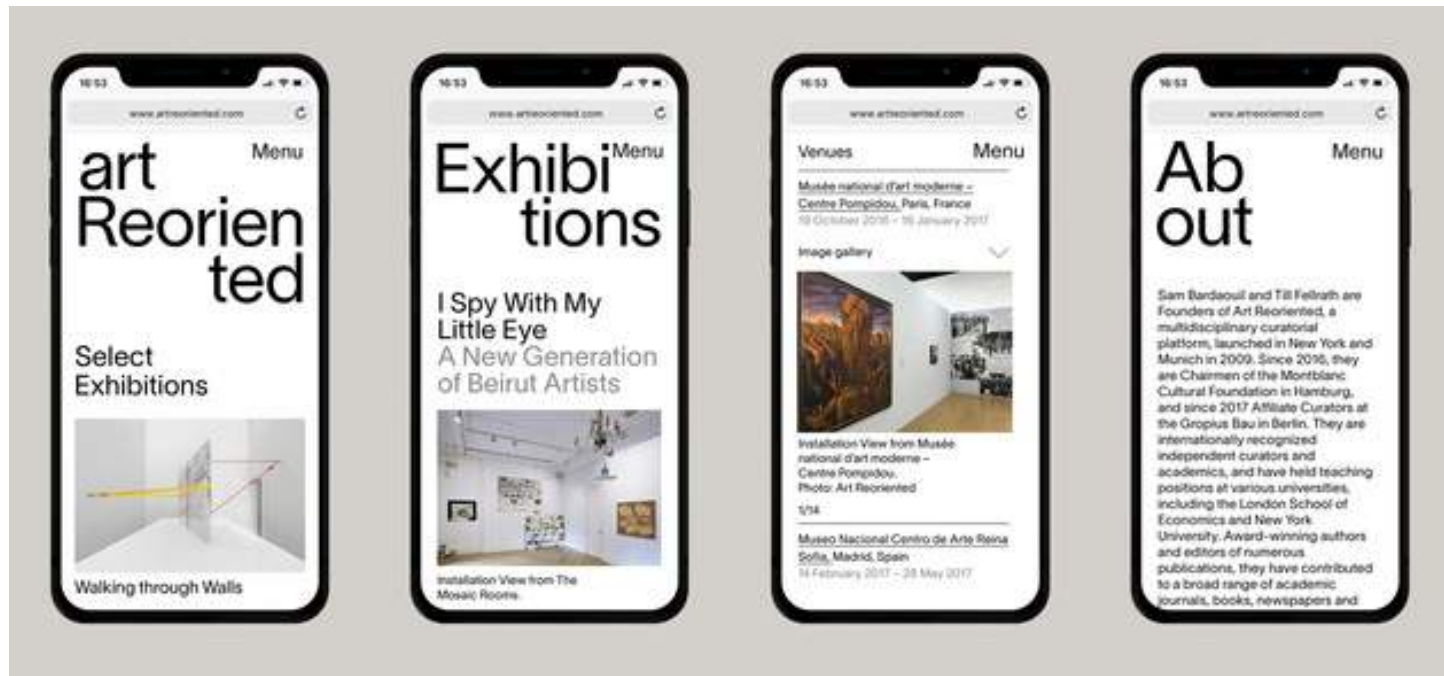 16:53
www.artreoriented.com
Menu
art
Reorien
ted
Select
Exhibitions
Walking through Walls
16:53
www.artreoriented.com
Menu
Exhibi
tions
I Spy With My
Little Eye
A New Generation
of Beirut Artists
Installation View from The
Mosaic Rooms.
16:53
www.artreoriented.com
Venues
Menu
Musée national d'art moderne –
Centre Pompidou, Paris, France
19 October 2016 – 16 January 2017
Image gallery
Installation View from Musée
national d'art moderne –
Centre Pompidou.
Photo: Art Reoriented
1/14
Museo Nacional Centro de Arte Reina
Sofia, Madrid, Spain
14 February 2017 – 28 May 2017
16:53
www.artreoriented.com
Menu
Ab
out
Sam Bardaouil and Till Fellrath are
Founders of Art Reoriented, a
multidisciplinary curatorial
platform, launched in New York and
Munich in 2009. Since 2016, they
are Chairmen of the Montblanc
Cultural Foundation in Hamburg,
and since 2017 Affiliate Curators at
the Gropius Bau in Berlin. They are
internationally recognized
independent curators and
academics, and have held teaching
positions at various universities,
including the London School of
Economics and New York
University. Award-winning authors
and editors of numerous
publications, they have contributed
to a broad range of academic
journals, books, newspapers and